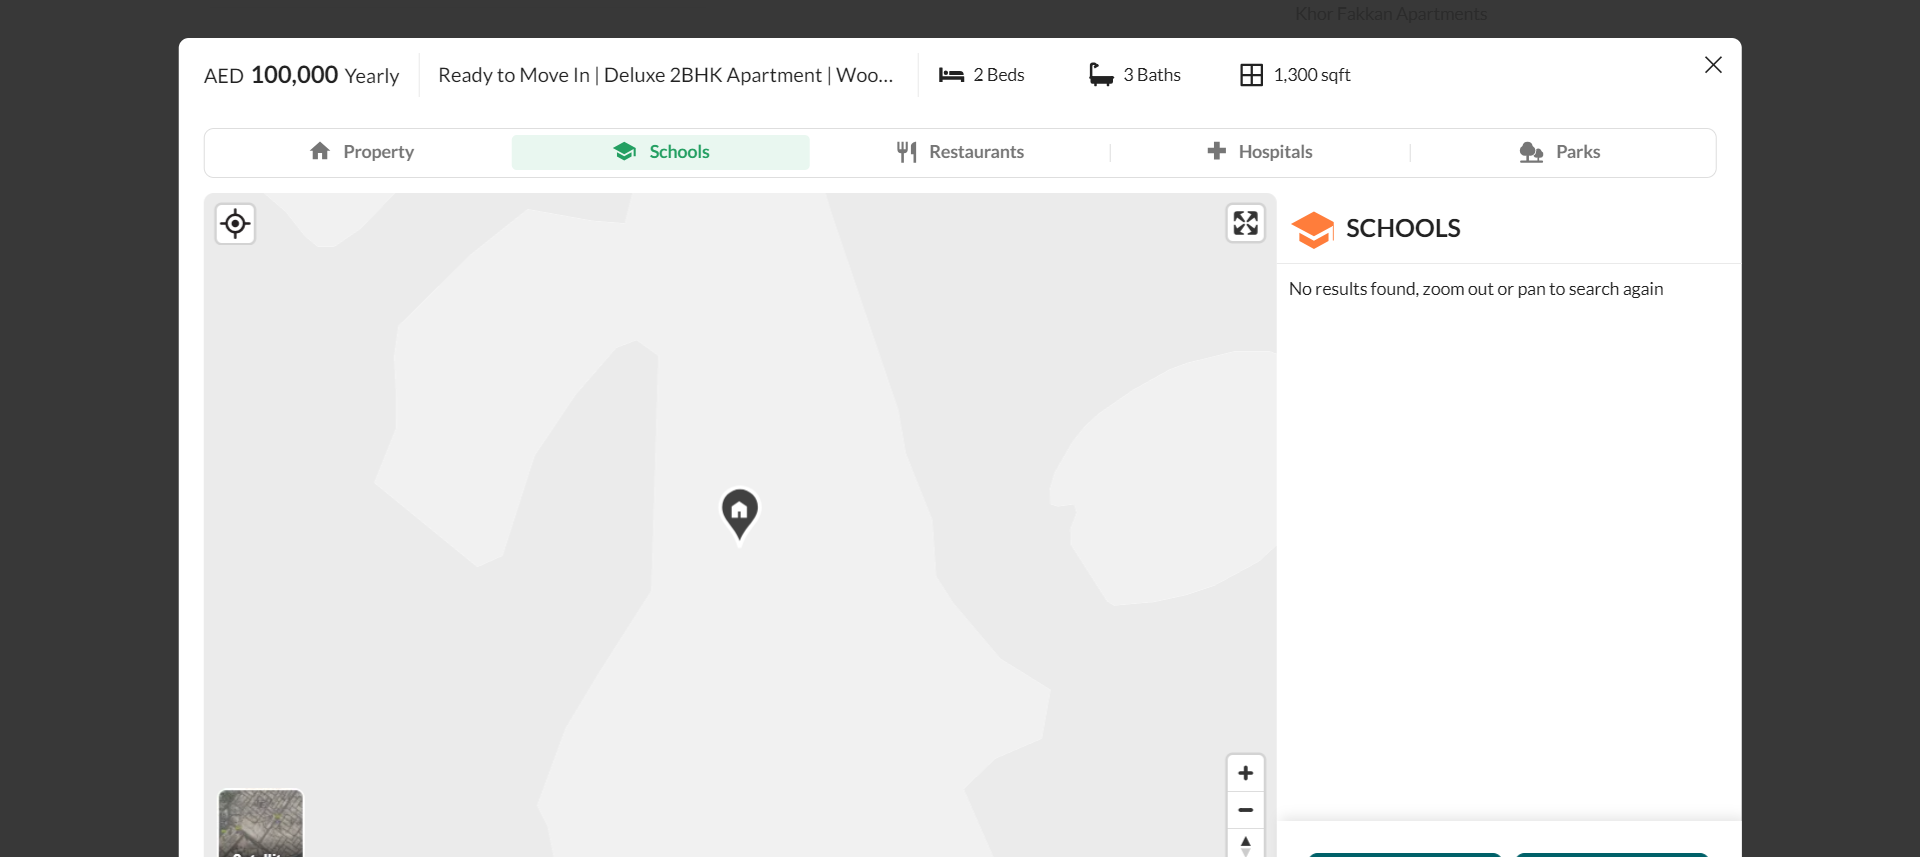 Khor Fakkan Apartments
AED 100,000 Yearly
Ready to Move In | Deluxe 2BHK Apartment | Woo...
2 Beds
3 Baths
1,300 sqft
Property
Schools
Restaurants
Hospitals
Parks
SCHOOLS
No results found, zoom out or pan to search again